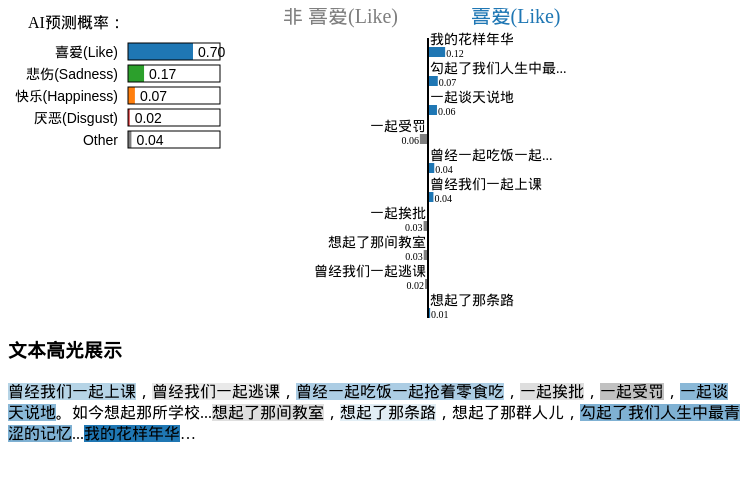 AI预测概率：
喜爱(Like) 0.70
悲伤(Sadness) 0.17
快乐(Happiness) 0.07
厌恶(Disgust) 0.02
Other 0.04
非 喜爱(Like) 喜爱(Like)
我的花样年华
0.12
勾起了我们人生中最...
0.07
一起谈天说地
0.06
一起受罚
0.06
曾经一起吃饭一起...
0.04
曾经我们一起上课
0.04
一起挨批
0.03
想起了那间教室
0.03
曾经我们一起逃课
0.02
想起了那条路
0.01
文本高光展示
曾经我们一起上课，曾经我们一起逃课，曾经一起吃饭一起抢着零食吃，一起挨批，一起受罚，一起谈
天说地。如今想起那所学校...想起了那间教室，想起了那条路，想起了那群人儿，勾起了我们人生中最青
涩的记忆...我的花样年华…